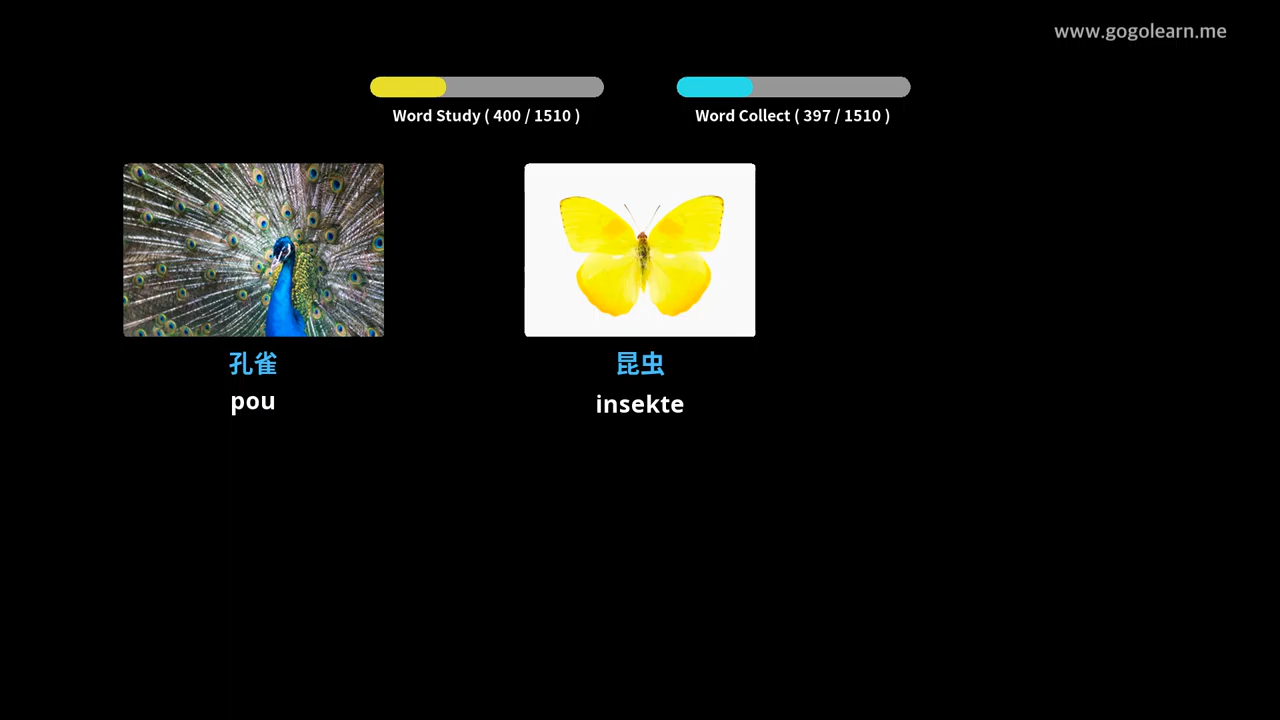 www.gogolearn.me
Word Study ( 400 / 1510 )
Word Collect ( 397 / 1510 )
孔雀
pou
昆虫
insekte